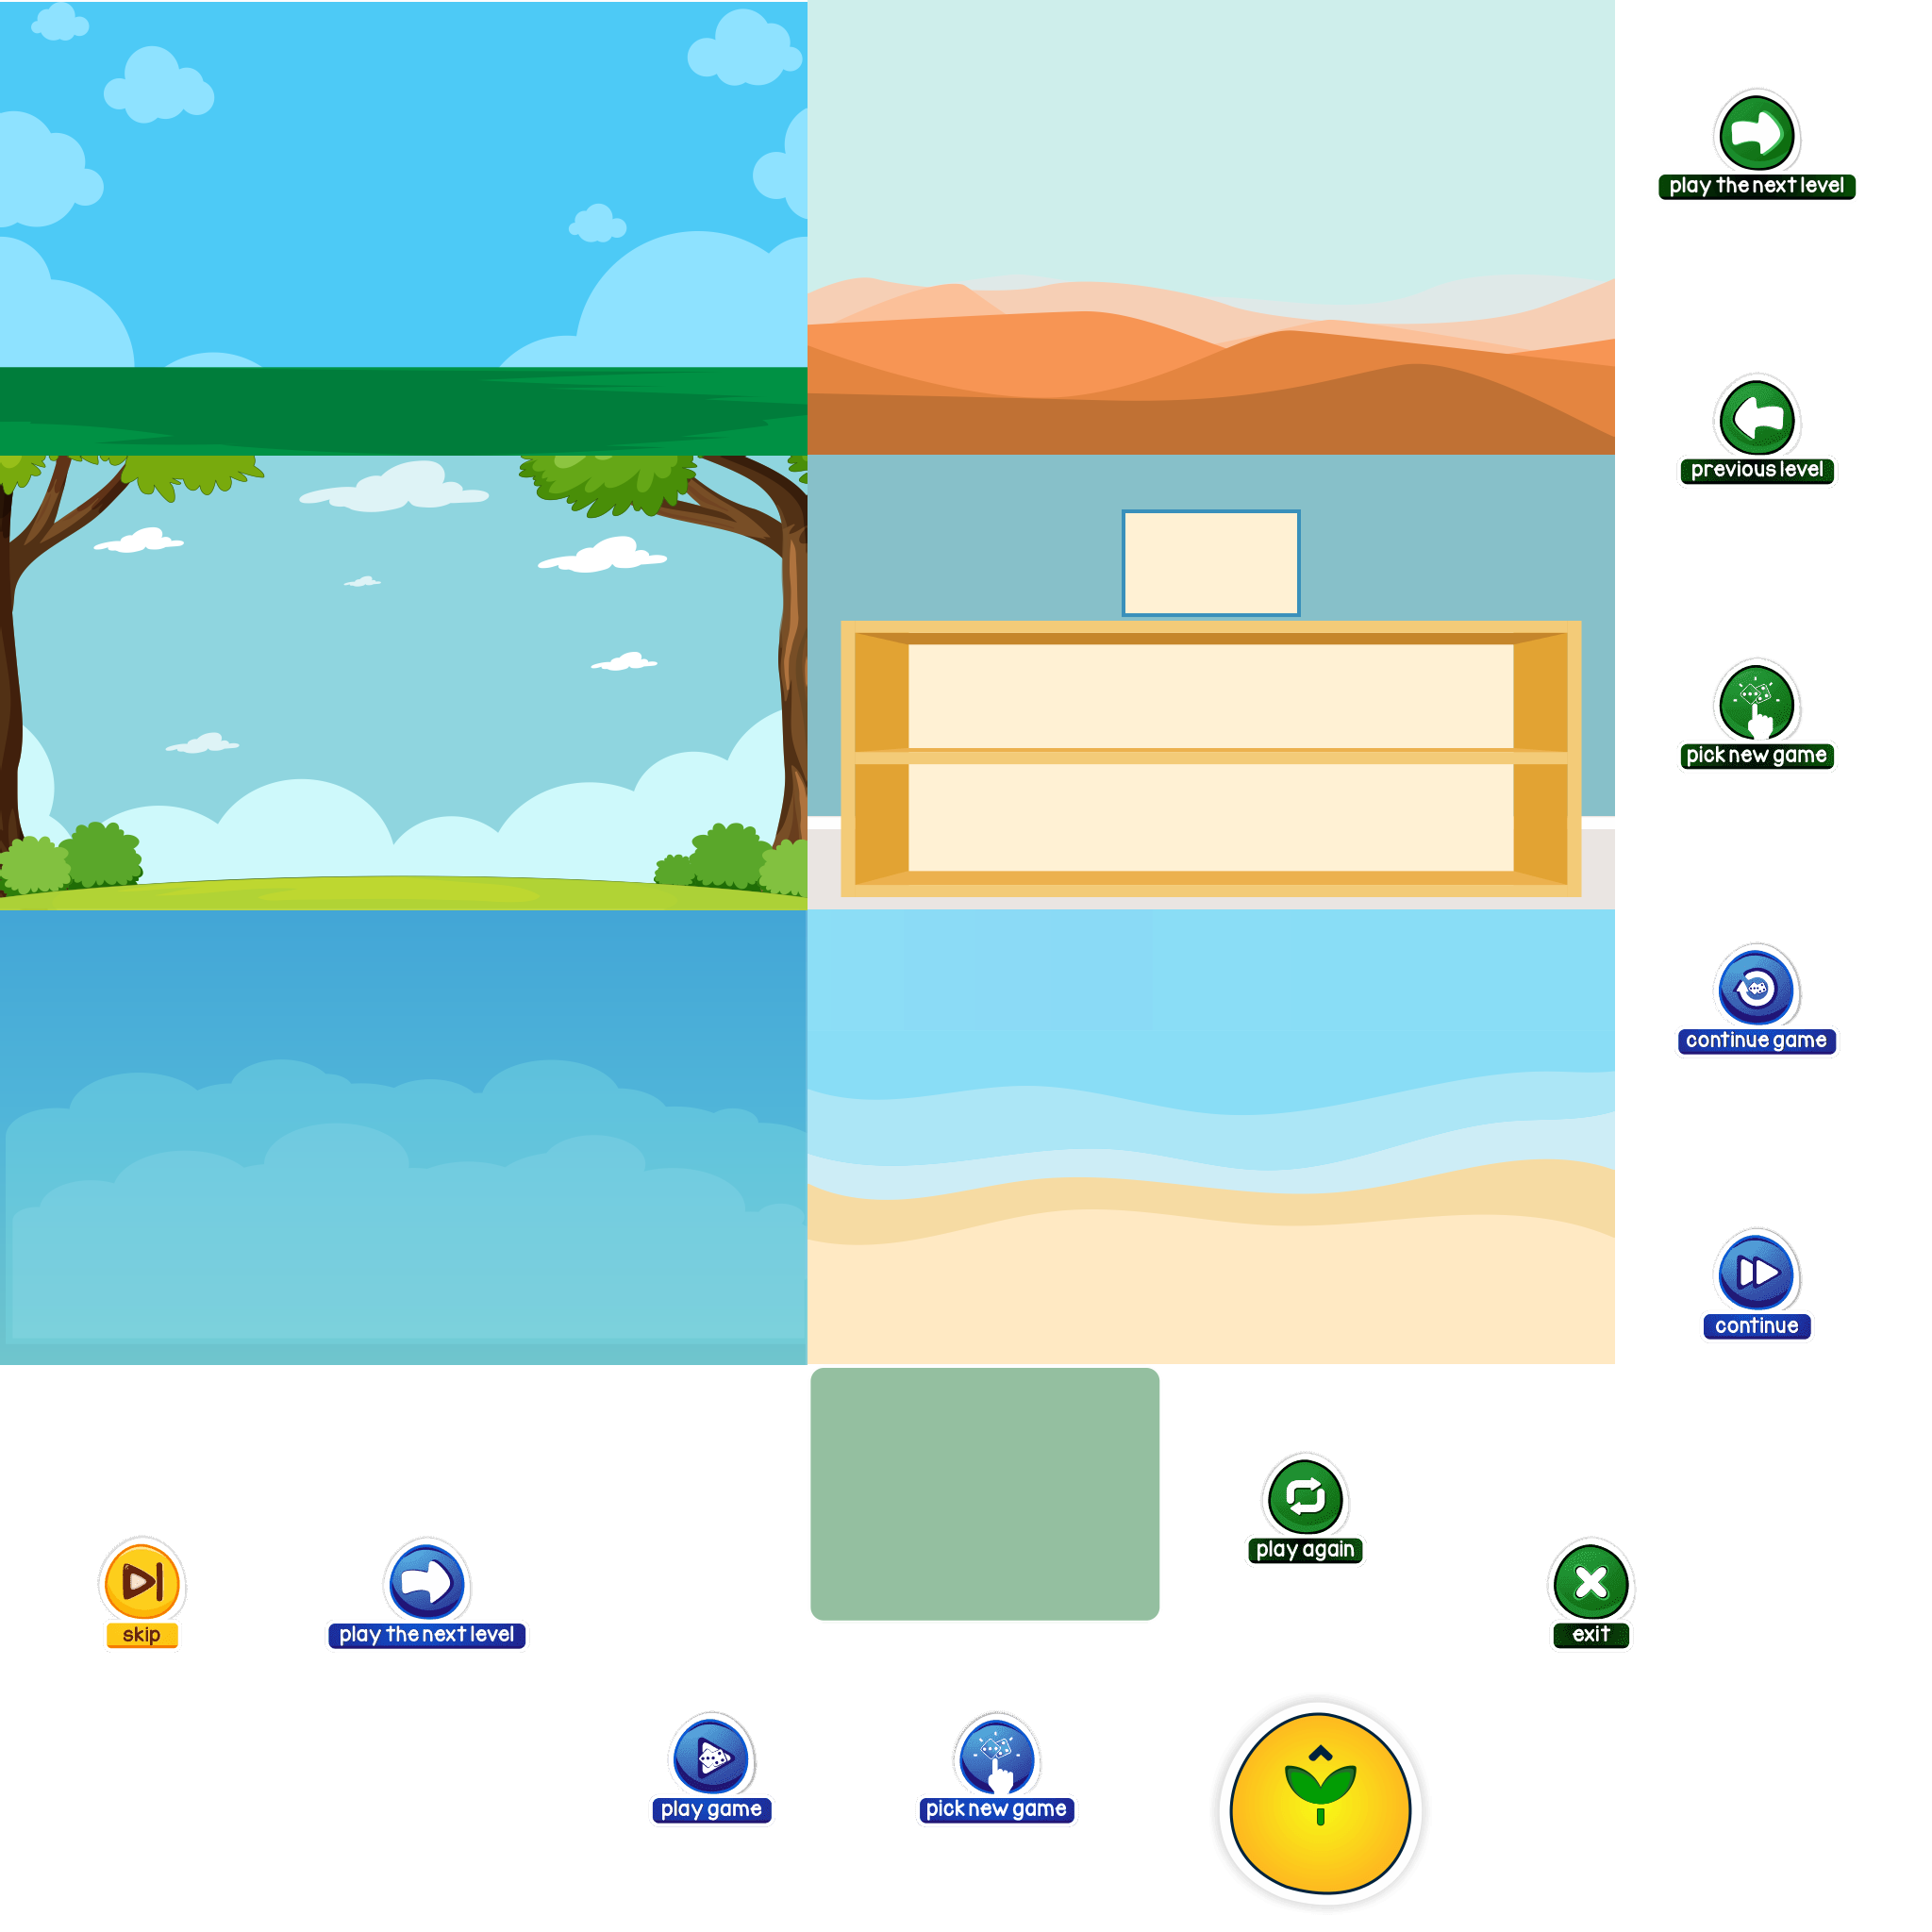 play the next level
previous level
pick new game
continue game
continue
play again
skip
play the next level
exit
play game
pick new game